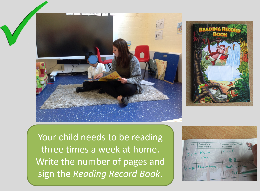 READING RECORD
BOOK
Your child needs to be reading
three times a week at home.
Write the number of pages and
sign the Reading Record Book.